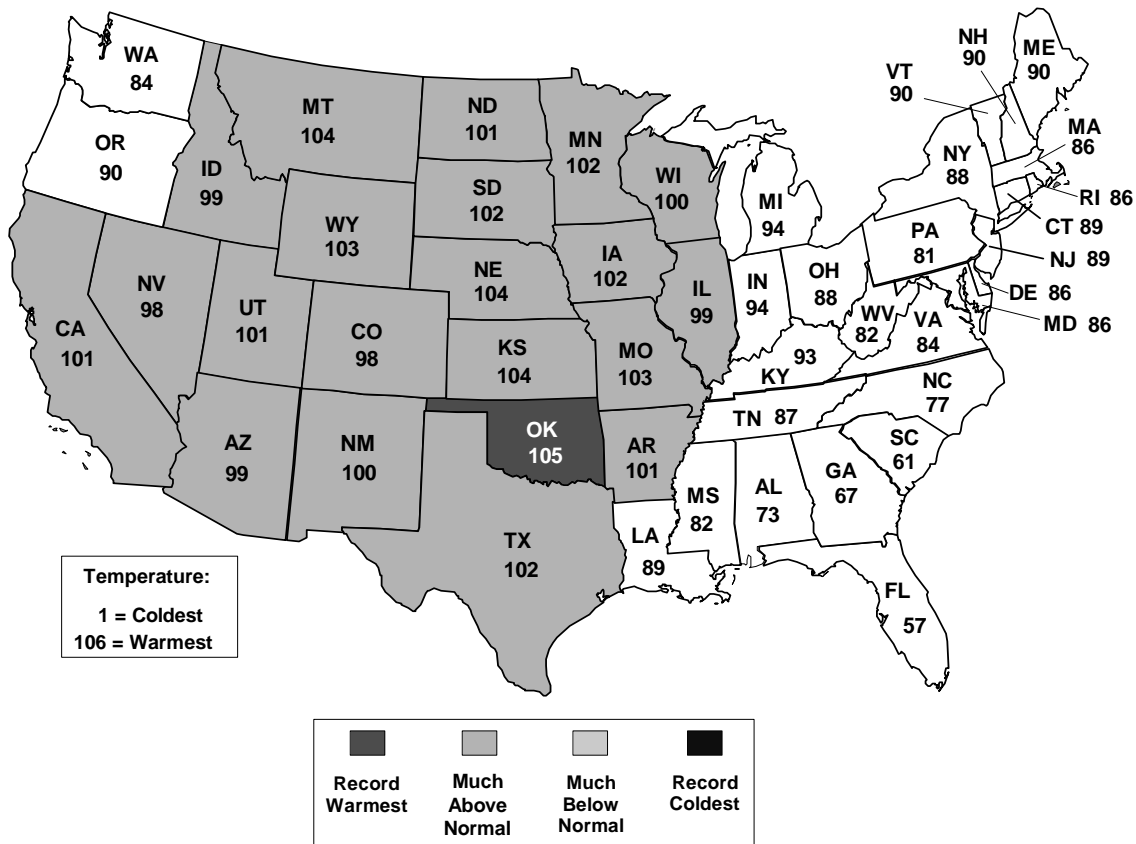 WA
84
OR
90
CA
101
NV
98
ID
99
MT
104
WY
103
UT
101
CO
98
AZ
99
NM
100
ND
101
SD
102
NE
104
KS
104
OK
105
TX
102
MN
102
IA
102
MO
103
AR
101
LA
89
WI
100
IL
99
MI
94
IN
94
OH
88
93
KY
TN 87
MS
82
AL
73
GA
67
FL
57
SC
61
NC
77
VA
84
WV
82
PA
81
NY
88
VT
90
NH
90
ME
90
MA
86
RI 86
CT 89
NJ 89
DE 86
MD 86
Temperature:
1 = Coldest
106 = Warmest
Record
Warmest
Much
Above
Normal
Much
Below
Normal
Record
Coldest